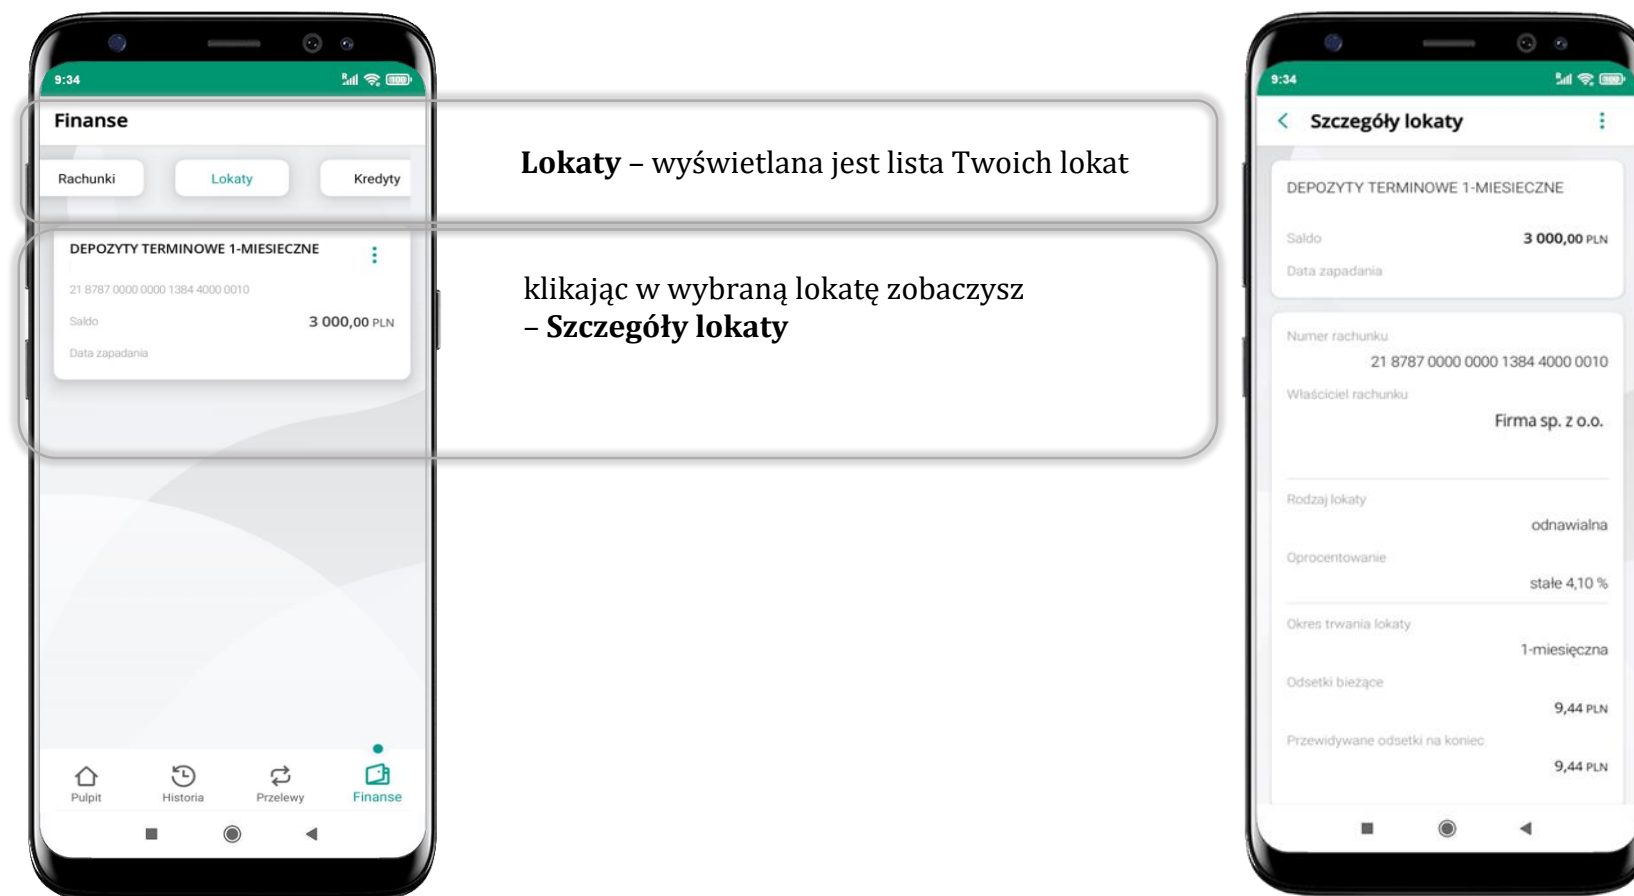 9:34
Finanse
Rachunki Lokaty Kredyty
DEPOZYTY TERMINOWE 1-MIESIECZNE
21 8787 0000 0000 1384 4000 0010
Saldo 3 000,00 PLN
Data zapadania
Pulpit Historia Przelewy Finanse
Lokaty – wyświetlana jest lista Twoich lokat
klikając w wybraną lokatę zobaczysz
– Szczegóły lokaty
9:34
Szczegóły lokaty
DEPOZYTY TERMINOWE 1-MIESIECZNE
Saldo 3 000,00 PLN
Data zapadania
Numer rachunku
21 8787 0000 0000 1384 4000 0010
Właściciel rachunku
Firma sp. z o.o.
Rodzaj lokaty
odnawialna
Oprocentowanie
stałe 4,10 %
Okres trwania lokaty
1-miesięczna
Odsetki bieżące
9,44 PLN
Przewidywane odsetki na koniec
9,44 PLN